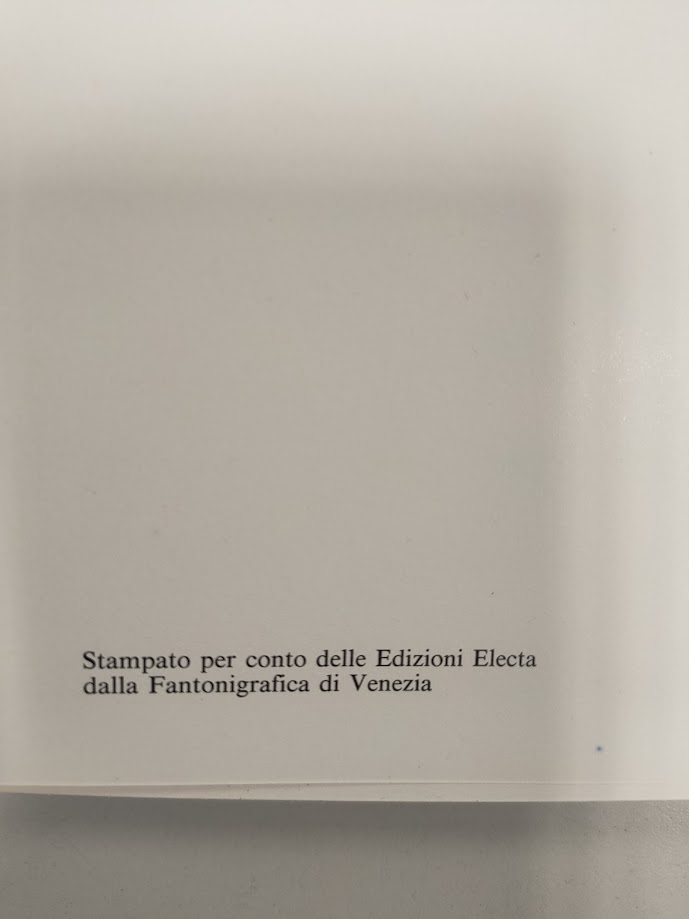 Stampato per conto delle Edizioni Electa
dalla Fantonigrafica di Venezia